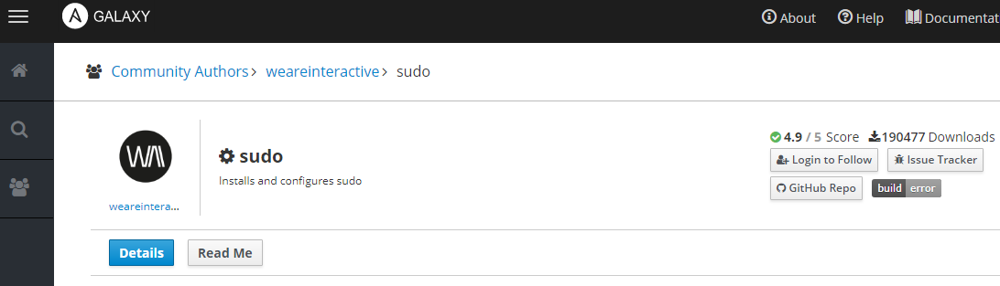 GALAXY
About
Help
Documentat
Community Authors > weareinteractive > sudo
WAI
weareintera...
sudo
Installs and configures sudo
4.9 / 5 Score 190477 Downloads
Login to Follow
Issue Tracker
GitHub Repo
build error
Details
Read Me